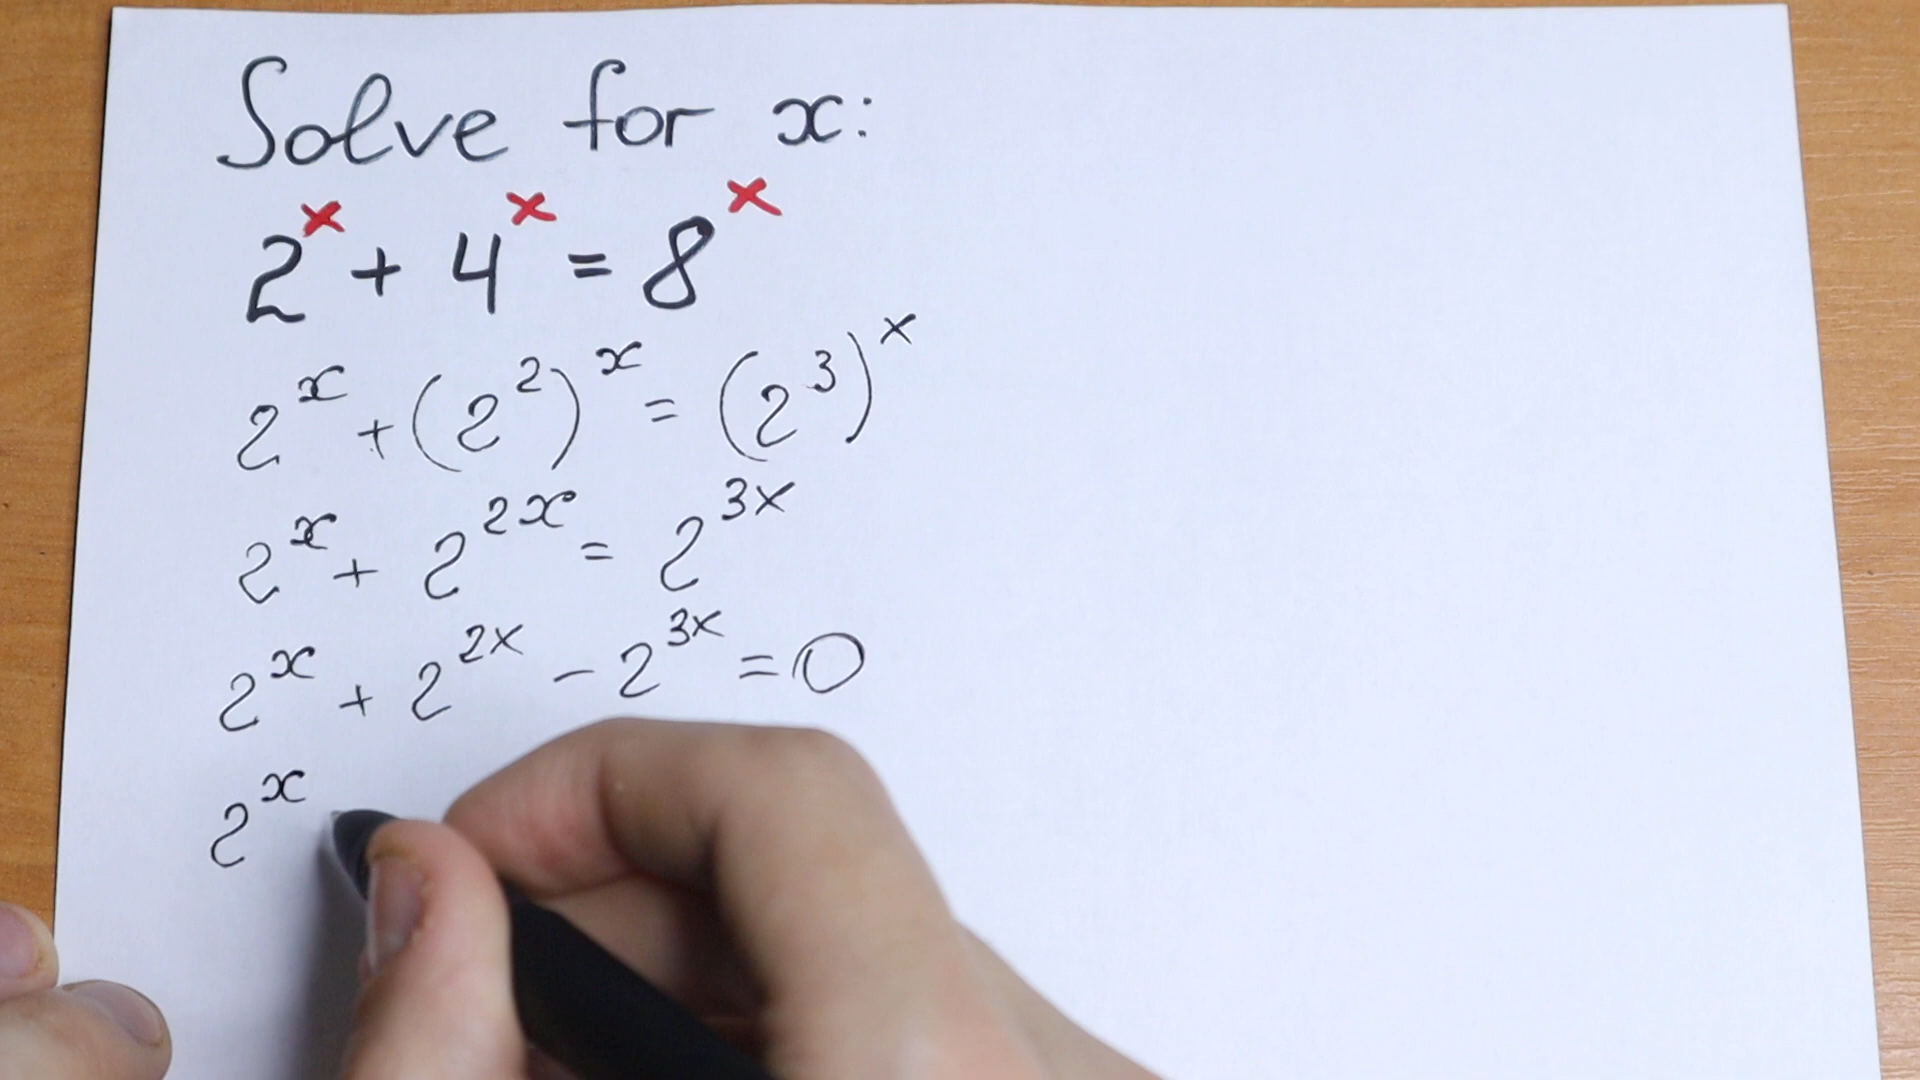 Solve for x:
2^x + 4^x = 8^x
2^x + (2^2)^x = (2^3)^x
2^x + 2^2x = 2^3x
2^x + 2^2x - 2^3x = 0
2^x